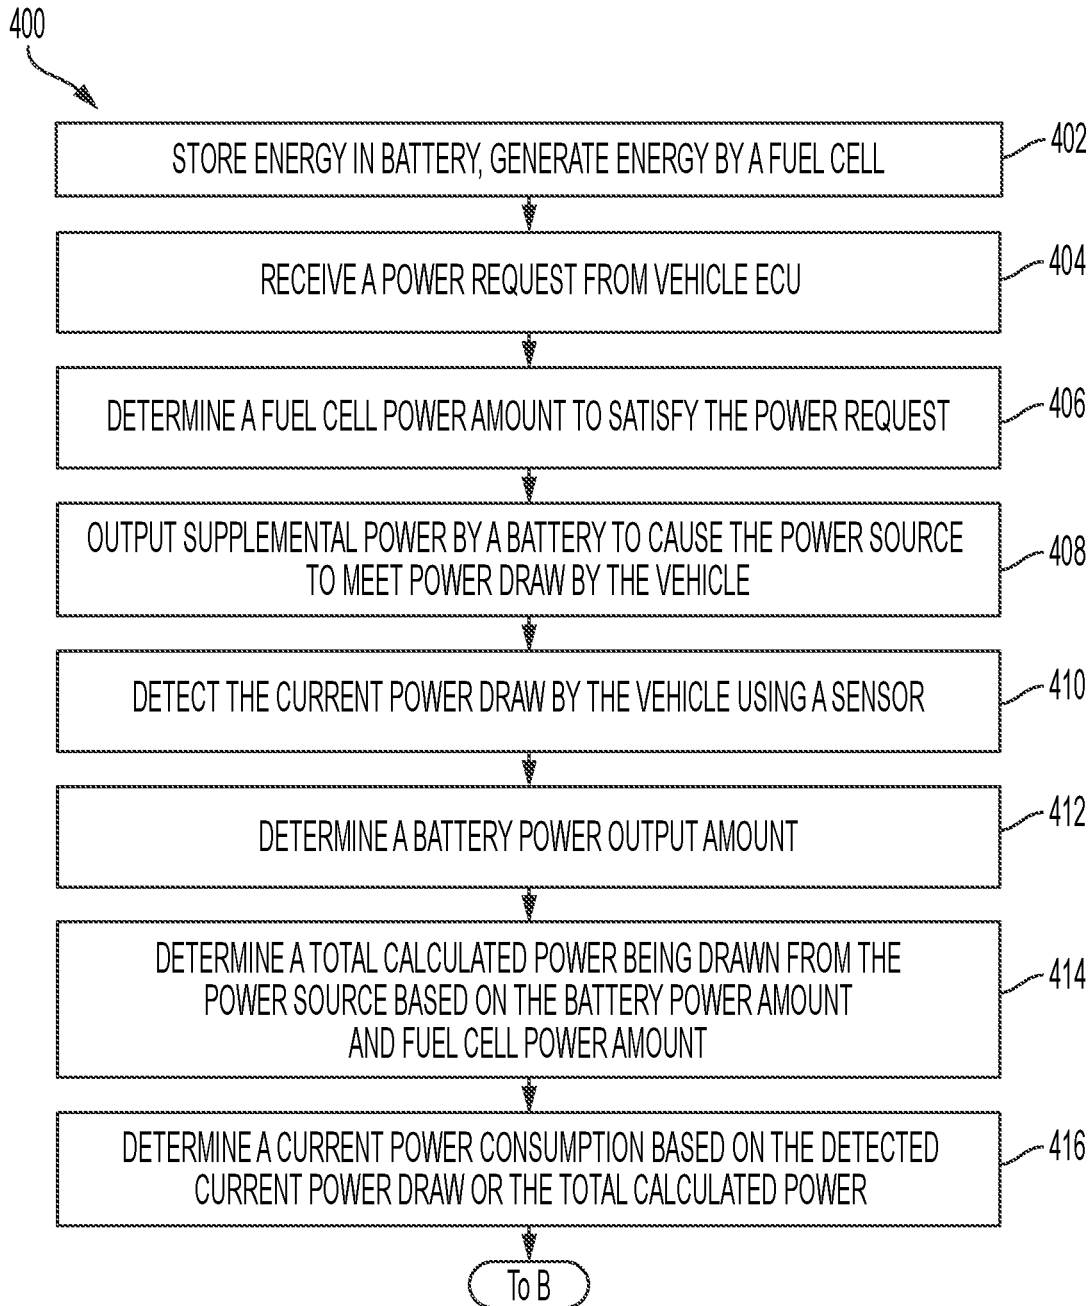 400
STORE ENERGY IN BATTERY, GENERATE ENERGY BY A FUEL CELL
402
RECEIVE A POWER REQUEST FROM VEHICLE ECU
404
DETERMINE A FUEL CELL POWER AMOUNT TO SATISFY THE POWER REQUEST
406
OUTPUT SUPPLEMENTAL POWER BY A BATTERY TO CAUSE THE POWER SOURCE
TO MEET POWER DRAW BY THE VEHICLE
408
DETECT THE CURRENT POWER DRAW BY THE VEHICLE USING A SENSOR
410
DETERMINE A BATTERY POWER OUTPUT AMOUNT
412
DETERMINE A TOTAL CALCULATED POWER BEING DRAWN FROM THE
POWER SOURCE BASED ON THE BATTERY POWER AMOUNT
AND FUEL CELL POWER AMOUNT
414
DETERMINE A CURRENT POWER CONSUMPTION BASED ON THE DETECTED
CURRENT POWER DRAW OR THE TOTAL CALCULATED POWER
416
To B